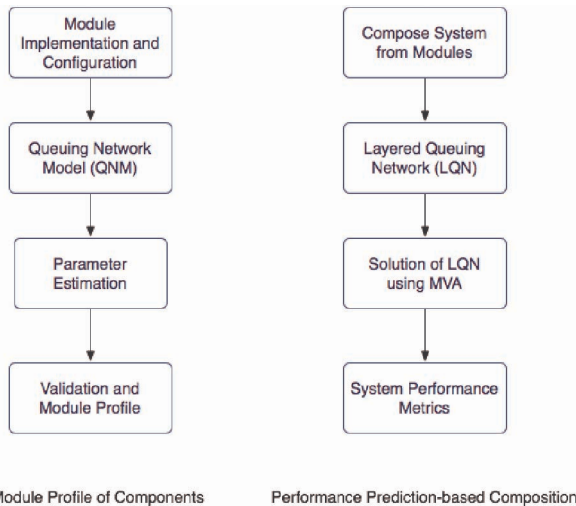 Module
Implementation and
Configuration
Queuing Network
Model (QNM)
Parameter
Estimation
Validation and
Module Profile
Module Profile of Components
Compose System
from Modules
Layered Queuing
Network (LQN)
Solution of LQN
using MVA
System Performance
Metrics
Performance Prediction-based Composition